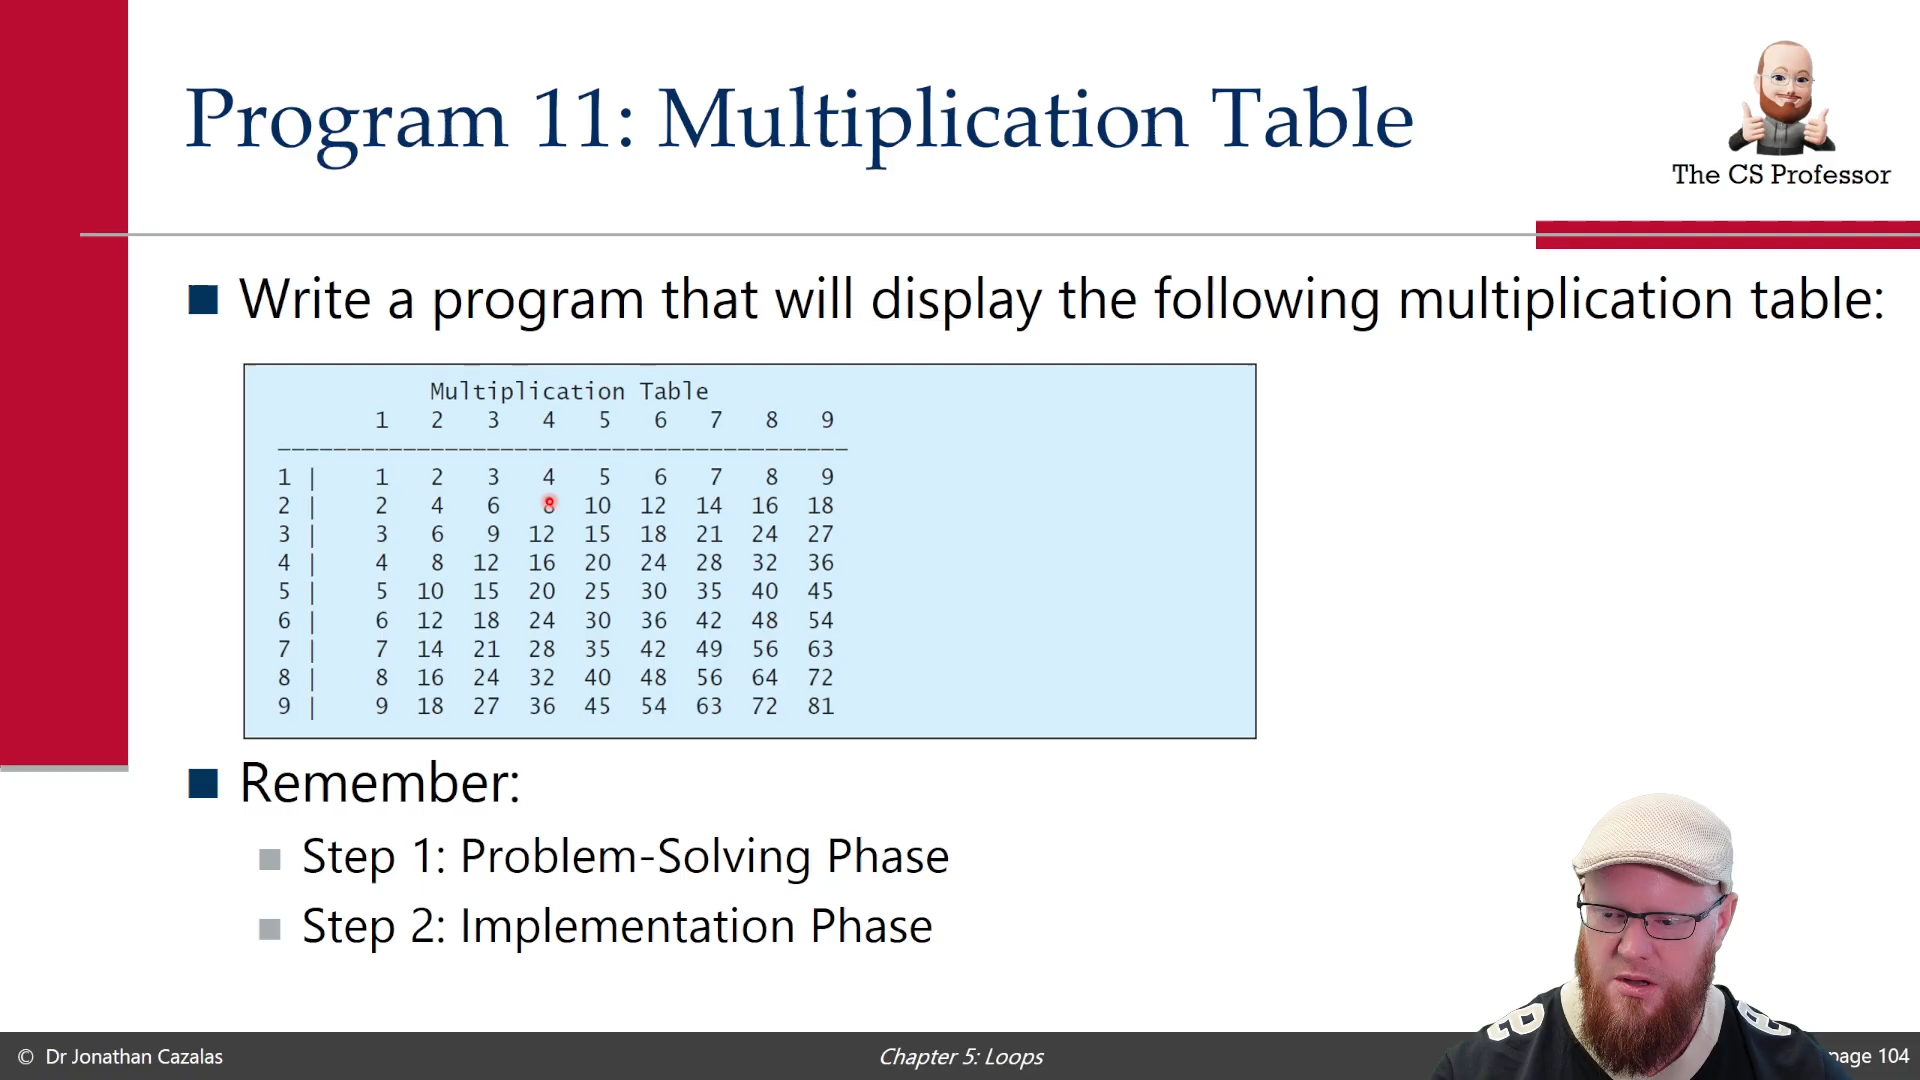 Program 11: Multiplication Table
The CS Professor
Write a program that will display the following multiplication table:
Multiplication Table
1 2 3 4 5 6 7 8 9
1 | 1 2 3 4 5 6 7 8 9
2 | 2 4 6 8 10 12 14 16 18
3 | 3 6 9 12 15 18 21 24 27
4 | 4 8 12 16 20 24 28 32 36
5 | 5 10 15 20 25 30 35 40 45
6 | 6 12 18 24 30 36 42 48 54
7 | 7 14 21 28 35 42 49 56 63
8 | 8 16 24 32 40 48 56 64 72
9 | 9 18 27 36 45 54 63 72 81
Remember:
Step 1: Problem-Solving Phase
Step 2: Implementation Phase
© Dr Jonathan Cazalas
Chapter 5: Loops
page 104